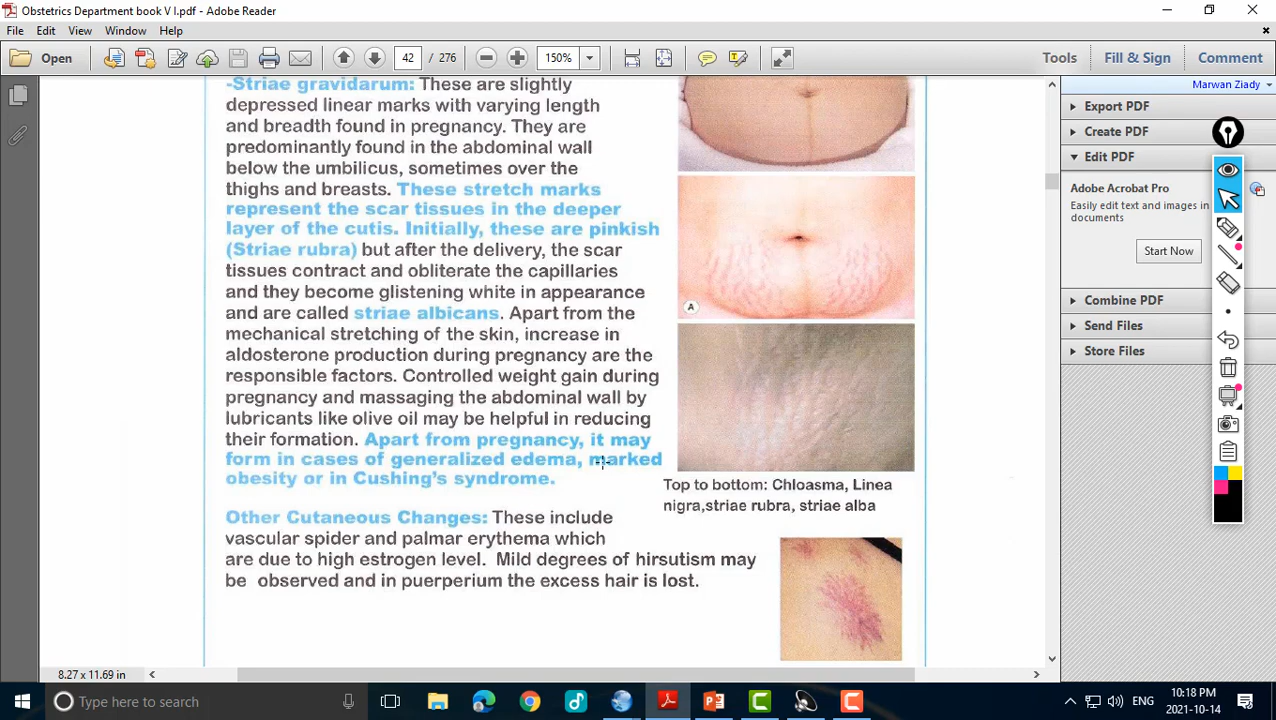 Obstetrics Department book V I.pdf - Adobe Reader
File Edit View Window Help
Open 42 / 276 150% Tools Fill & Sign Comment
Marwan Ziady
-Striae gravidarum: These are slightly
depressed linear marks with varying length
and breadth found in pregnancy. They are
predominantly found in the abdominal wall
below the umbilicus, sometimes over the
thighs and breasts. These stretch marks
represent the scar tissues in the deeper
layer of the cutis. Initially, these are pinkish
(Striae rubra) but after the delivery, the scar
tissues contract and obliterate the capillaries
and they become glistening white in appearance
and are called striae albicans. Apart from the
mechanical stretching of the skin, increase in
aldosterone production during pregnancy are the
responsible factors. Controlled weight gain during
pregnancy and massaging the abdominal wall by
lubricants like olive oil may be helpful in reducing
their formation. Apart from pregnancy, it may
form in cases of generalized edema, marked
obesity or in Cushing's syndrome.
A
Top to bottom: Chloasma, Linea
nigra,striae rubra, striae alba
Other Cutaneous Changes: These include
vascular spider and palmar erythema which
are due to high estrogen level. Mild degrees of hirsutism may
be observed and in puerperium the excess hair is lost.
Export PDF
Create PDF
Edit PDF
Adobe Acrobat Pro
Easily edit text and images in
documents
Start Now
Combine PDF
Send Files
Store Files
8.27 x 11.69 in
Type here to search
ENG
10:18 PM
2021-10-14